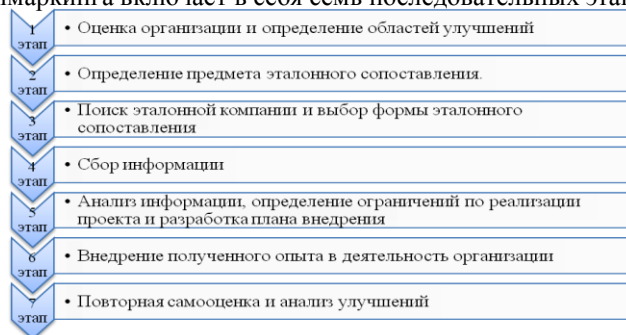 включает в себя семь последовательных
1 этап
• Оценка организации и определение областей улучшений
2 этап
• Определение предмета эталонного сопоставления.
3 этап
• Поиск эталонной компании и выбор формы эталонного
сопоставления
4 этап
• Сбор информации
5 этап
• Анализ информации, определение ограничений по реализации
проекта и разработка плана внедрения
6 этап
• Внедрение полученного опыта в деятельность организации
7 этап
• Повторная самооценка и анализ улучшений